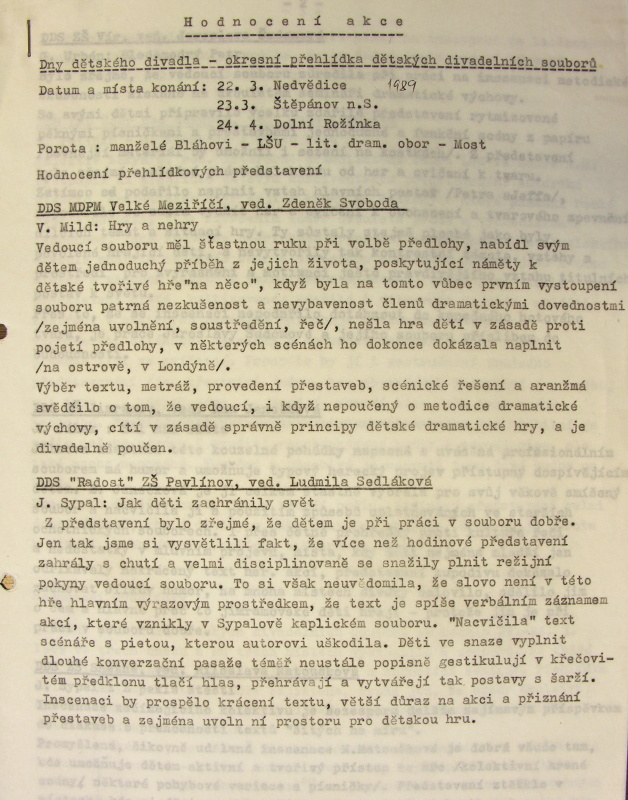 H o d n o c e n í   a k c e
Dny dětského divadla - okresní přehlídka dětských divadelních souborů
Datum a místa konání: 22. 3. Nedvědice 1989
23.3. Štěpánov n.S.
24. 4. Dolní Rožínka
Porota : manželé Bláhovi - LŠU - lit. dram. obor - Most
Hodnocení přehlídkových představení
DDS MDPM Velké Meziříčí, ved. Zdeněk Svoboda
V. Mild: Hry a nehry
Vedoucí souboru měl šťastnou ruku při volbě předlohy, nabídl svým
dětem jednoduchý příběh z jejich života, poskytující náměty k
dětské tvořivé hře"na něco", když byla na tomto vůbec prvním vystoupení
souboru patrná nezkušenost a nevybavenost členů dramatickými dovednostmi
/zejména uvolnění, soustředění, řeč/, nešla hra dětí v zásadě proti
pojetí předlohy, v některých scénách ho dokonce dokázala naplnit
/na ostrově, v Londýně/.
Výběr textu, metráž, provedení přestaveb, scénické řešení a aranžmá
svědčilo o tom, že vedoucí, i když nepoučený o metodice dramatické
výchovy, cítí v zásadě správně principy dětské dramatické hry, a je
divadelně poučen.
DDS "Radost" ZŠ Pavlínov, ved. Ludmila Sedláková
J. Sypal: Jak děti zachránily svět
Z představení bylo zřejmé, že dětem je při práci v souboru dobře.
Jen tak jsme si vysvětlili fakt, že více než hodinové představení
zahrály s chutí a velmi disciplinovaně se snažily plnit režijní
pokyny vedoucí souboru. To si však neuvědomila, že slovo není v této
hře hlavním výrazovým prostředkem, že text je spíše verbálním záznamem
akcí, které vznikly v Sypalově kaplickém souboru. "Nacvičila" text
scénáře s pietou, kterou autorovi uškodila. Děti ve snaze vyplnit
dlouhé konverzační pasáže téměř neustále popisně gestikulují v křečovi-
tém předklonu tlačí hlas, přehrávají a vytvářejí tak postavy s šarží.
Inscenaci by prospělo krácení textu, větší důraz na akci a přiznání
přestaveb a zejména uvoln ní prostoru pro dětskou hru.